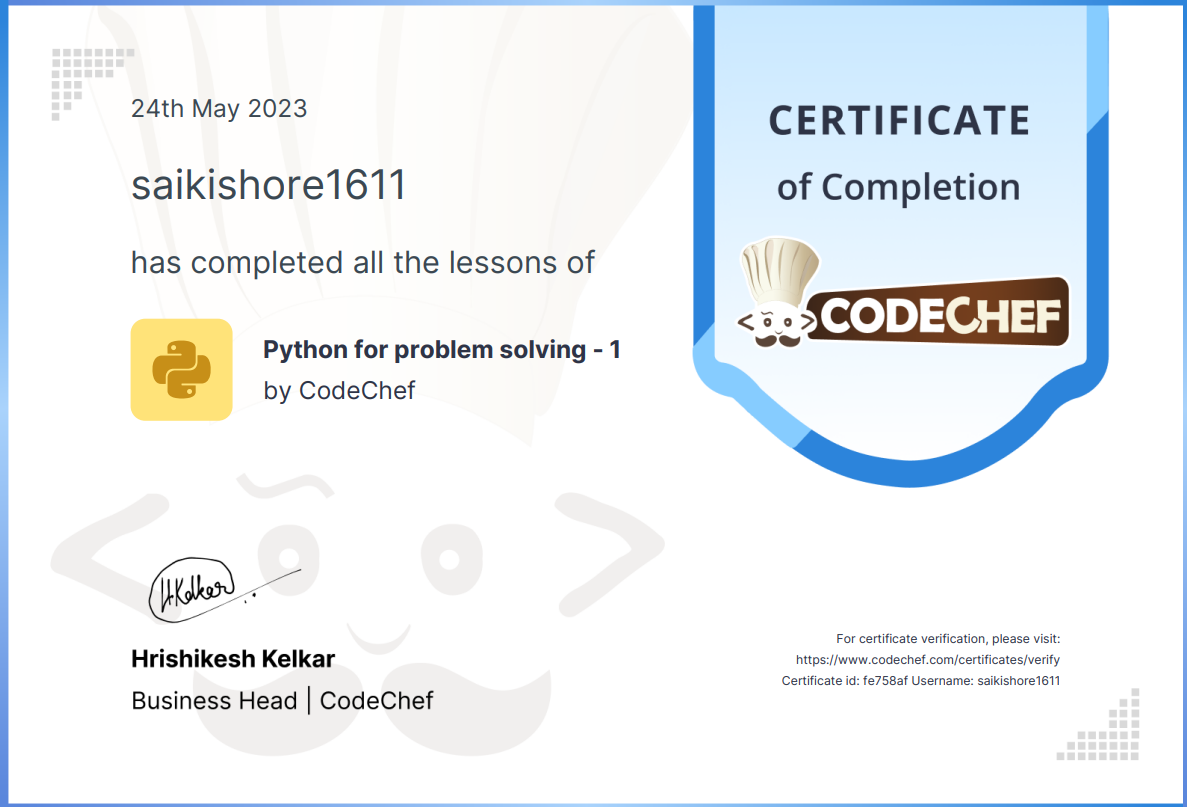 24th May 2023
saikishore1611
has completed all the lessons of
Python for problem solving - 1
by CodeChef
CERTIFICATE
of Completion
CODECHEF
H.Kelkar
Hrishikesh Kelkar
Business Head | CodeChef
For certificate verification, please visit:
https://www.codechef.com/certificates/verify
Certificate id: fe758af Username: saikishore1611